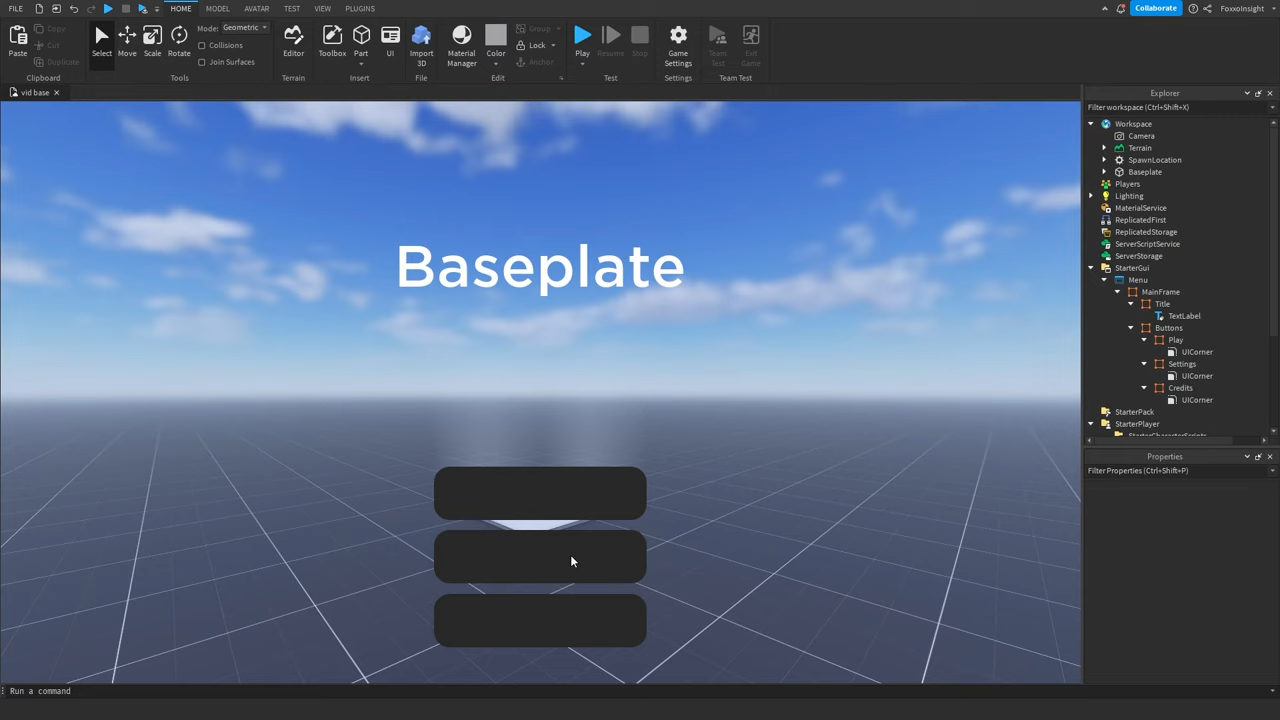 FILE HOME MODEL AVATAR TEST VIEW PLUGINS Collaborate FoxxoInsight
Paste Copy Cut Duplicate Select Move Scale Rotate Mode: Geometric Collisions Join Surfaces Editor Toolbox Part UI Import 3D Material Manager Color Group Lock Anchor Play Resume Stop Game Settings Team Test Exit Game
Clipboard Tools Terrain Insert File Edit Test Settings Team Test
vid base
Baseplate
Explorer
Filter workspace (Ctrl+Shift+X)
Workspace
Camera
Terrain
SpawnLocation
Baseplate
Players
Lighting
MaterialService
ReplicatedFirst
ReplicatedStorage
ServerScriptService
ServerStorage
StarterGui
Menu
MainFrame
Title
TextLabel
Buttons
Play
UICorner
Settings
UICorner
Credits
UICorner
StarterPack
StarterPlayer
StarterCharacterScripts
Properties
Filter Properties (Ctrl+Shift+P)
Run a command